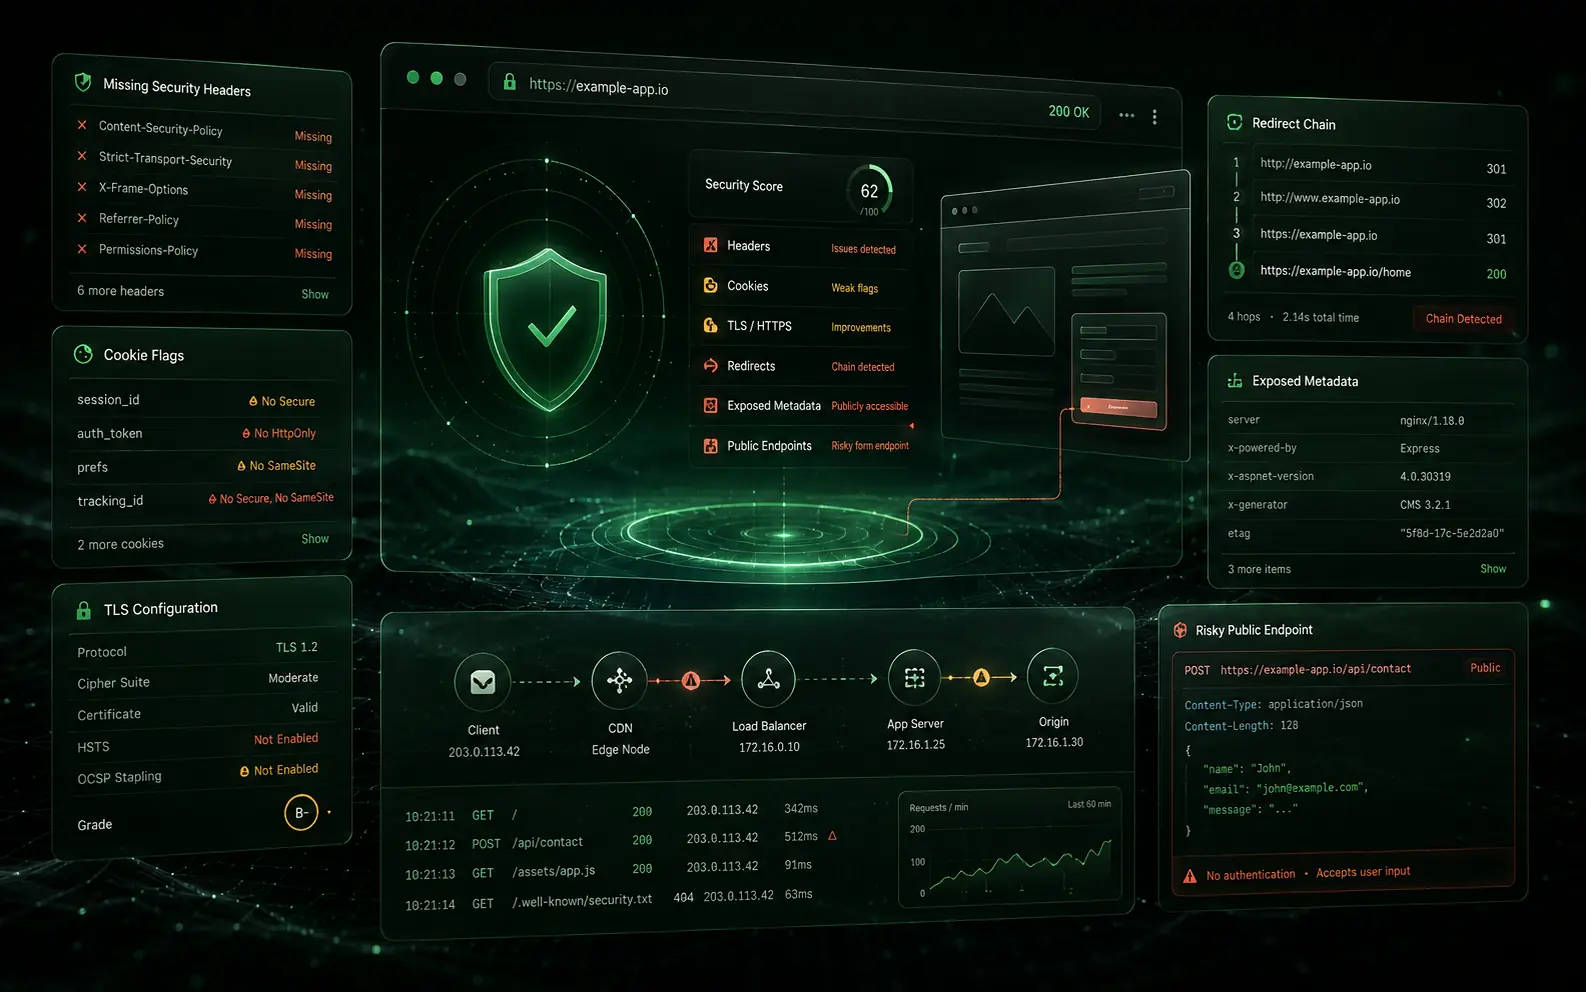 Missing Security Headers
Content-Security-Policy Missing
Strict-Transport-Security Missing
X-Frame-Options Missing
Referrer-Policy Missing
Permissions-Policy Missing
6 more headers Show
Cookie Flags
session_id No Secure
auth_token No HttpOnly
prefs No SameSite
tracking_id No Secure, No SameSite
2 more cookies Show
TLS Configuration
Protocol TLS 1.2
Cipher Suite Moderate
Certificate Valid
HSTS Not Enabled
OCSP Stapling Not Enabled
Grade B-
https://example-app.io 200 OK
Security Score 62 /100
Headers Issues detected
Cookies Weak flags
TLS / HTTPS Improvements
Redirects Chain detected
Exposed Metadata Publicly accessible
Public Endpoints Risky form endpoint
Client
203.0.113.42
CDN
Edge Node
Load Balancer
172.16.0.10
App Server
172.16.1.25
Origin
172.16.1.30
10:21:11 GET / 200 203.0.113.42 342ms
10:21:12 POST /api/contact 200 203.0.113.42 512ms
10:21:13 GET /assets/app.js 200 203.0.113.42 91ms
10:21:14 GET /.well-known/security.txt 404 203.0.113.42 63ms
Requests / min Last 60 min
200
100
0
Redirect Chain
1 http://example-app.io 301
2 http://www.example-app.io 302
3 https://example-app.io 301
https://example-app.io/home 200
4 hops • 2.14s total time Chain Detected
Exposed Metadata
server nginx/1.18.0
x-powered-by Express
x-aspnet-version 4.0.30319
x-generator CMS 3.2.1
etag "5f8d-17c-5e2d2a0"
3 more items Show
Risky Public Endpoint
POST https://example-app.io/api/contact Public
Content-Type: application/json
Content-Length: 128
{
"name": "John",
"email": "john@example.com",
"message": "..."
}
No authentication • Accepts user input